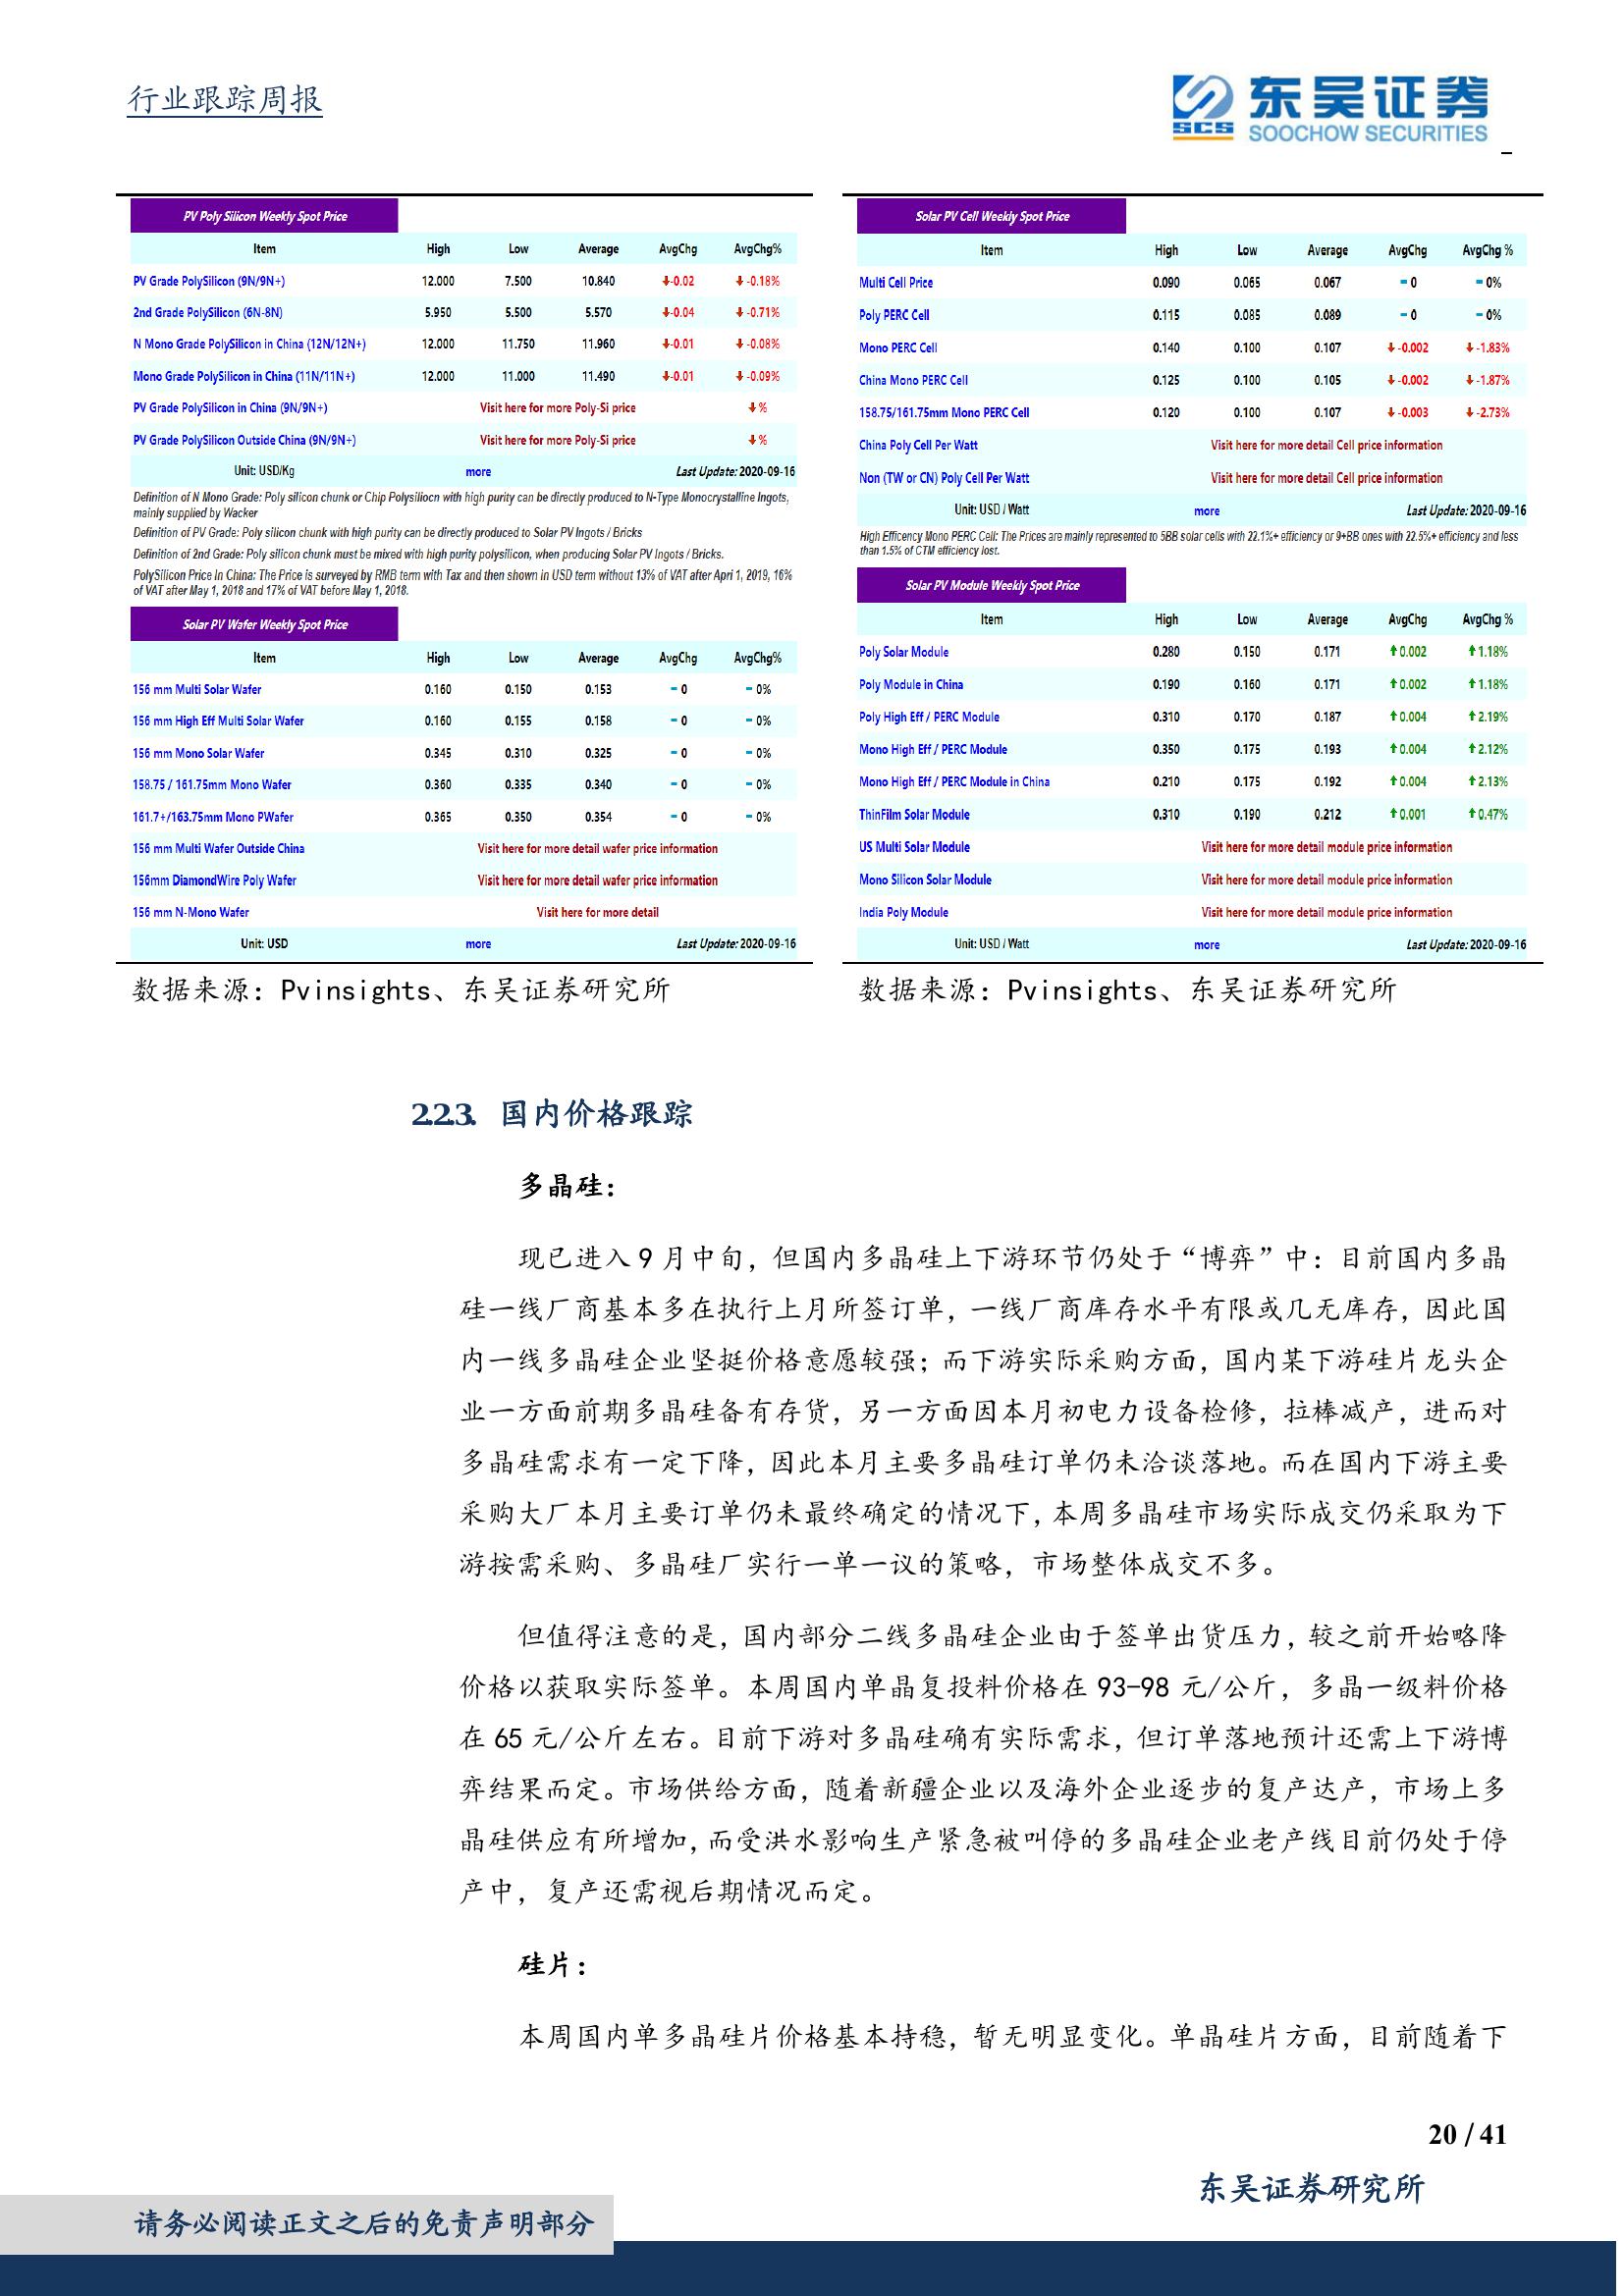 行业跟踪周报
SCS
东吴证券
SOOCHOW SECURITIES
PV Poly Silicon Weekly Spot Price
Item High Low Average AvgChg AvgChg%
PV Grade PolySilicon (9N/9N+) 12.000 7.500 10.840 -0.02 -0.18%
2nd Grade PolySilicon (6N-8N) 5.950 5.500 5.570 -0.04 -0.71%
N Mono Grade PolySilicon in China (12N/12N+) 12.000 11.750 11.960 -0.01 -0.08%
Mono Grade PolySilicon in China (11N/11N+) 12.000 11.000 11.490 -0.01 -0.09%
PV Grade PolySilicon in China (9N/9N+) Visit here for more Poly-Si price %
PV Grade PolySilicon Outside China (9N/9N+) Visit here for more Poly-Si price %
Unit: USD/Kg more Last Update: 2020-09-16
Definition of N Mono Grade: Poly silicon chunk or Chip Polysiliocn with high purity can be directly produced to N-Type Monocrystalline Ingots,
mainly supplied by Wacker
Definition of PV Grade: Poly silicon chunk with high purity can be directly produced to Solar PV Ingots / Bricks
Definition of 2nd Grade: Poly silicon chunk must be mixed with high purity polysilicon, when producing Solar PV Ingots / Bricks.
PolySilicon Price In China: The Price is surveyed by RMB term with Tax and then shown in USD term without 13% of VAT after Apri 1, 2019, 16%
of VAT after May 1, 2018 and 17% of VAT before May 1, 2018.
Solar PV Wafer Weekly Spot Price
Item High Low Average AvgChg AvgChg%
156 mm Multi Solar Wafer 0.160 0.150 0.153 0 0%
156 mm High Eff Multi Solar Wafer 0.160 0.155 0.158 0 0%
156 mm Mono Solar Wafer 0.345 0.310 0.325 0 0%
158.75 / 161.75mm Mono Wafer 0.360 0.335 0.340 0 0%
161.7+/163.75mm Mono PWafer 0.365 0.350 0.354 0 0%
156 mm Multi Wafer Outside China Visit here for more detail wafer price information
156mm DiamondWire Poly Wafer Visit here for more detail wafer price information
156 mm N-Mono Wafer Visit here for more detail
Unit: USD more Last Update: 2020-09-16
数据来源：Pvinsights、东吴证券研究所
Solar PV Cell Weekly Spot Price
Item High Low Average AvgChg AvgChg %
Multi Cell Price 0.090 0.065 0.067 0 0%
Poly PERC Cell 0.115 0.085 0.089 0 0%
Mono PERC Cell 0.140 0.100 0.107 -0.002 -1.83%
China Mono PERC Cell 0.125 0.100 0.105 -0.002 -1.87%
158.75/161.75mm Mono PERC Cell 0.120 0.100 0.107 -0.003 -2.73%
China Poly Cell Per Watt Visit here for more detail Cell price information
Non (TW or CN) Poly Cell Per Watt Visit here for more detail Cell price information
Unit: USD / Watt more Last Update: 2020-09-16
High Efficency Mono PERC Cell: The Prices are mainly represented to 5BB solar cells with 22.1%+ efficiency or 9+BB ones with 22.5%+ efficiency and less
than 1.5% of CTM efficiency lost.
Solar PV Module Weekly Spot Price
Item High Low Average AvgChg AvgChg %
Poly Solar Module 0.280 0.150 0.171 0.002 1.18%
Poly Module in China 0.190 0.160 0.171 0.002 1.18%
Poly High Eff / PERC Module 0.310 0.170 0.187 0.004 2.19%
Mono High Eff / PERC Module 0.350 0.175 0.193 0.004 2.12%
Mono High Eff / PERC Module in China 0.210 0.175 0.192 0.004 2.13%
ThinFilm Solar Module 0.310 0.190 0.212 0.001 0.47%
US Multi Solar Module Visit here for more detail module price information
Mono Silicon Solar Module Visit here for more detail module price information
India Poly Module Visit here for more detail module price information
Unit: USD / Watt more Last Update: 2020-09-16
数据来源：Pvinsights、东吴证券研究所
2.2.3. 国内价格跟踪
多晶硅：
现已进入 9 月中旬，但国内多晶硅上下游环节仍处于“博弈”中：目前国内多晶
硅一线厂商基本多在执行上月所签订单，一线厂商库存水平有限或几无库存，因此国
内一线多晶硅企业坚挺价格意愿较强；而下游实际采购方面，国内某下游硅片龙头企
业一方面前期多晶硅备有存货，另一方面因本月初电力设备检修，拉棒减产，进而对
多晶硅需求有一定下降，因此本月主要多晶硅订单仍未洽谈落地。而在国内下游主要
采购大厂本月主要订单仍未最终确定的情况下，本周多晶硅市场实际成交仍采取为下
游按需采购、多晶硅厂实行一单一议的策略，市场整体成交不多。
但值得注意的是，国内部分二线多晶硅企业由于签单出货压力，较之前开始略降
价格以获取实际签单。本周国内单晶复投料价格在 93-98 元/公斤，多晶一级料价格
在 65 元/公斤左右。目前下游对多晶硅确有实际需求，但订单落地预计还需上下游博
弈结果而定。市场供给方面，随着新疆企业以及海外企业逐步的复产达产，市场上多
晶硅供应有所增加，而受洪水影响生产紧急被叫停的多晶硅企业老产线目前仍处于停
产中，复产还需视后期情况而定。
硅片：
本周国内单多晶硅片价格基本持稳，暂无明显变化。单晶硅片方面，目前随着下
20 / 41
东吴证券研究所
请务必阅读正文之后的免责声明部分